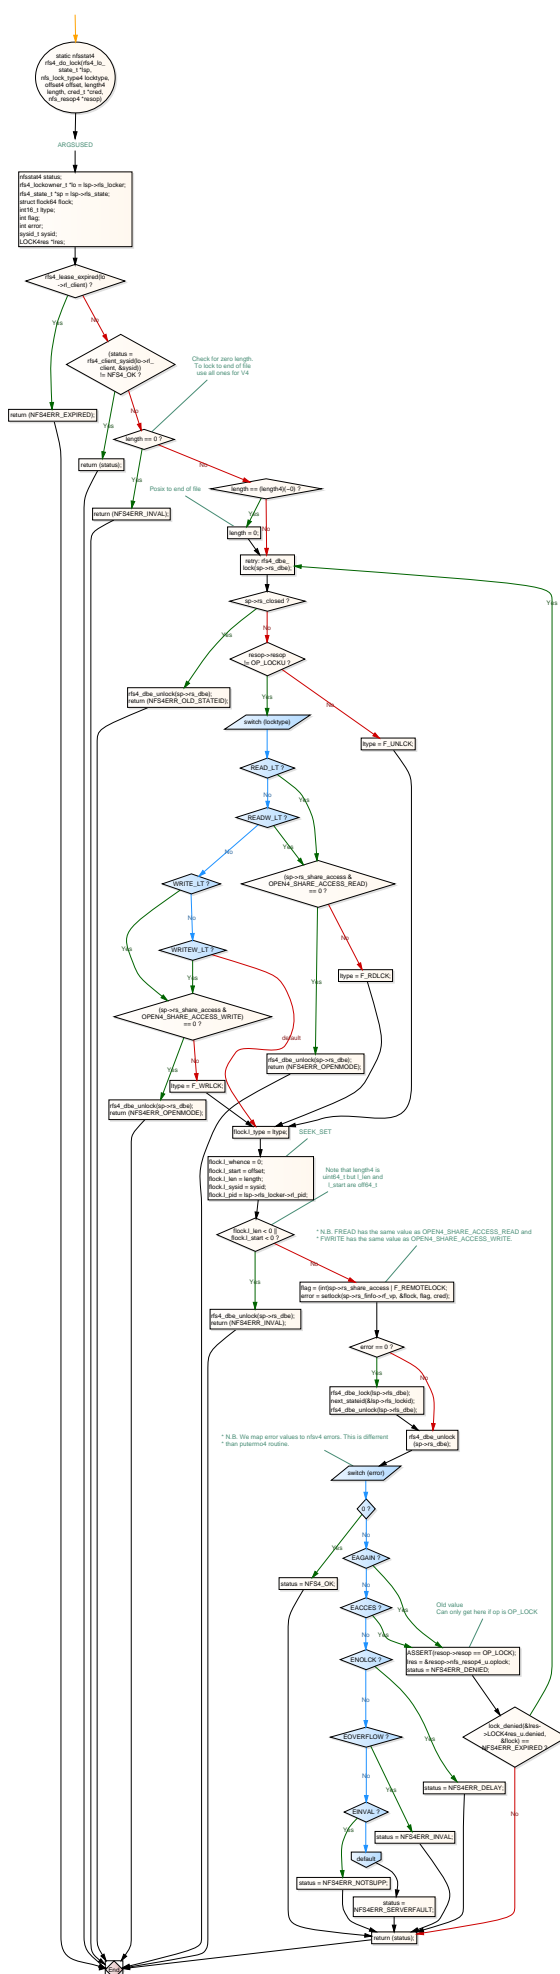 static nfsstat4
rfs4_do_lock(rfs4_lo_
state_t *lsp,
nfs_lock_type4 locktype,
offset4 offset, length4
length, cred_t *cred,
nfs_resop4 *resop)
ARGSUSED
nfsstat4 status;
rfs4_lockowner_t *lo = lsp->rls_locker;
rfs4_state_t *sp = lsp->rls_state;
struct flock64 flock;
int16_t ltype;
int flag;
int error;
sysid_t sysid;
LOCK4res *lres;
rfs4_lease_expired(lo
->rl_client) ?
Yes
No
(status =
rfs4_client_sysid(lo->rl_
client, &sysid))
!= NFS4_OK ?
Check for zero length.
To lock to end of file
use all ones for V4
return (NFS4ERR_EXPIRED);
No
Yes
length == 0 ?
return (status);
No
Yes
length == (length4)(~0) ?
Posix to end of file
return (NFS4ERR_INVAL);
Yes
No
length = 0;
retry: rfs4_dbe_
lock(sp->rs_dbe);
Yes
sp->rs_closed ?
No
Yes
resop->resop
!= OP_LOCKU ?
rfs4_dbe_unlock(sp->rs_dbe);
return (NFS4ERR_OLD_STATEID);
Yes
No
switch (locktype)
ltype = F_UNLCK;
READ_LT ?
No
Yes
READW_LT ?
No
Yes
WRITE_LT ?
(sp->rs_share_access &
OPEN4_SHARE_ACCESS_READ)
== 0 ?
No
Yes
No
WRITEW_LT ?
Yes
Yes
ltype = F_RDLCK;
(sp->rs_share_access &
OPEN4_SHARE_ACCESS_WRITE)
== 0 ?
default
Yes
No
rfs4_dbe_unlock(sp->rs_dbe);
return (NFS4ERR_OPENMODE);
ltype = F_WRLCK;
rfs4_dbe_unlock(sp->rs_dbe);
return (NFS4ERR_OPENMODE);
flock.l_type = ltype;
SEEK_SET
flock.l_whence = 0;
flock.l_start = offset;
flock.l_len = length;
flock.l_sysid = sysid;
flock.l_pid = lsp->rls_locker->rl_pid;
Note that length4 is
uint64_t but l_len and
l_start are off64_t
flock.l_len < 0 ||
flock.l_start < 0 ?
* N.B. FREAD has the same value as OPEN4_SHARE_ACCESS_READ and
* FWRITE has the same value as OPEN4_SHARE_ACCESS_WRITE.
No
Yes
flag = (int)sp->rs_share_access | F_REMOTELOCK;
error = setlock(sp->rs_finfo->rf_vp, &flock, flag, cred);
rfs4_dbe_unlock(sp->rs_dbe);
return (NFS4ERR_INVAL);
error == 0 ?
Yes
No
rfs4_dbe_lock(lsp->rls_dbe);
next_stateid(&lsp->rls_lockid);
rfs4_dbe_unlock(lsp->rls_dbe);
* N.B. We map error values to nfsv4 errors. This is differrent
* than puterrno4 routine.
rfs4_dbe_unlock
(sp->rs_dbe);
switch (error)
0 ?
No
Yes
EAGAIN ?
No
status = NFS4_OK;
Yes
EACCES ?
Old value
Can only get here if op is OP_LOCK
No
Yes
ENOLCK ?
ASSERT(resop->resop == OP_LOCK);
lres = &resop->nfs_resop4_u.oplock;
status = NFS4ERR_DENIED;
No
Yes
EOVERFLOW ?
lock_denied(&lres-
>LOCK4res_u.denied,
&flock) ==
NFS4ERR_EXPIRED ?
No
Yes
status = NFS4ERR_DELAY;
EINVAL ?
No
Yes
status = NFS4ERR_INVAL;
default
status = NFS4ERR_NOTSUPP;
status =
NFS4ERR_SERVERFAULT;
return (status);
End